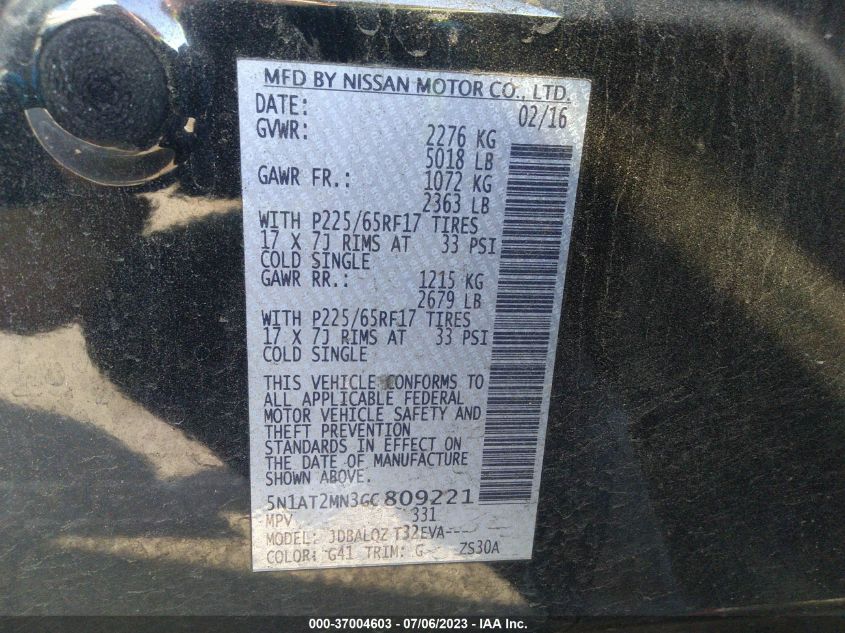 MFD BY NISSAN MOTOR CO., LTD.
DATE: 02/16
GVWR: 2276 KG
5018 LB
GAWR FR.: 1072 KG
2363 LB
WITH P225/65RF17 TIRES
17 X 7J RIMS AT 33 PSI
COLD SINGLE
GAWR RR.: 1215 KG
2679 LB
WITH P225/65RF17 TIRES
17 X 7J RIMS AT 33 PSI
COLD SINGLE
THIS VEHICLE CONFORMS TO
ALL APPLICABLE FEDERAL
MOTOR VEHICLE SAFETY AND
THEFT PREVENTION
STANDARDS IN EFFECT ON
THE DATE OF MANUFACTURE
SHOWN ABOVE.
5N1AT2MN3GC809221
MPV 331
MODEL: JDBALQZ T32EVA---
COLOR: G41 TRIM: G ZS30A
000-37004603 - 07/06/2023 - IAA Inc.